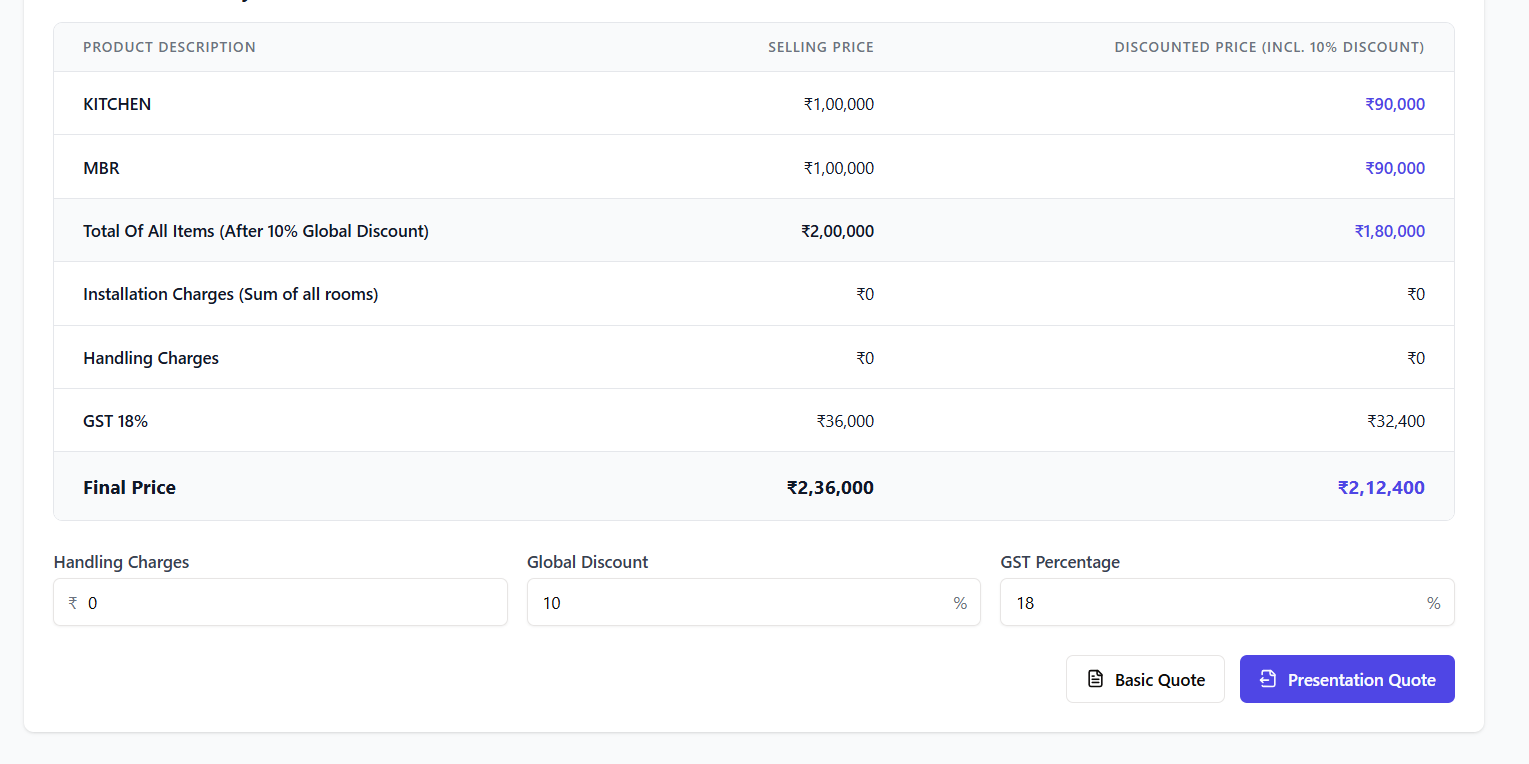 PRODUCT DESCRIPTION SELLING PRICE DISCOUNTED PRICE (INCL. 10% DISCOUNT)
KITCHEN ₹1,00,000 ₹90,000
MBR ₹1,00,000 ₹90,000
Total Of All Items (After 10% Global Discount) ₹2,00,000 ₹1,80,000
Installation Charges (Sum of all rooms) ₹0 ₹0
Handling Charges ₹0 ₹0
GST 18% ₹36,000 ₹32,400
Final Price ₹2,36,000 ₹2,12,400
Handling Charges Global Discount GST Percentage
₹ 0 10 % 18 %
Basic Quote Presentation Quote